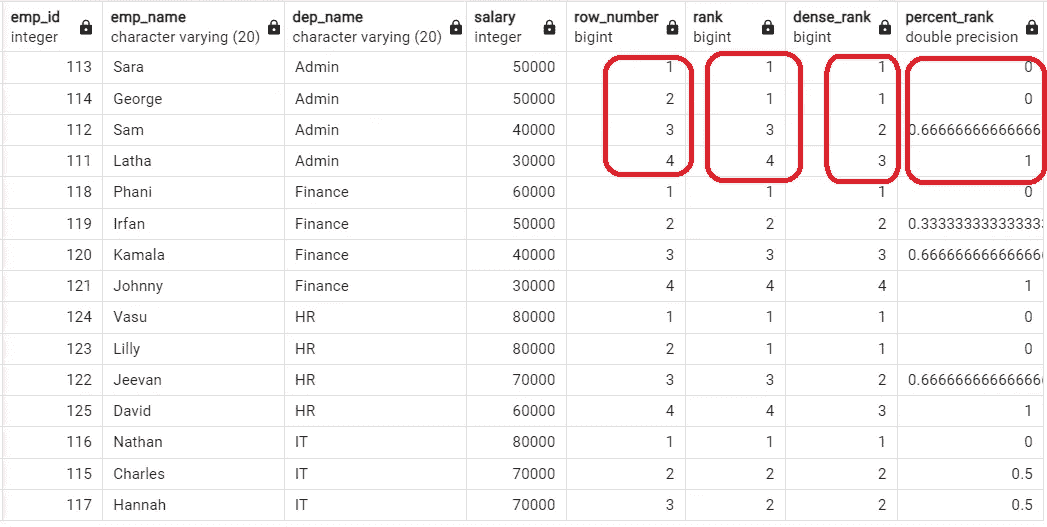 emp_id emp_name dep_name salary row_number rank dense_rank percent_rank
integer character varying (20) character varying (20) integer bigint bigint bigint double precision
113 Sara Admin 50000 1 1 1 0
114 George Admin 50000 2 1 1 0
112 Sam Admin 40000 3 3 2 0.66666666666666
111 Latha Admin 30000 4 4 3 1
118 Phani Finance 60000 1 1 1 0
119 Irfan Finance 50000 2 2 2 0.3333333333333333
120 Kamala Finance 40000 3 3 3 0.6666666666666666
121 Johnny Finance 30000 4 4 4 1
124 Vasu HR 80000 1 1 1 0
123 Lilly HR 80000 2 1 1 0
122 Jeevan HR 70000 3 3 2 0.6666666666666666
125 David HR 60000 4 4 3 1
116 Nathan IT 80000 1 1 1 0
115 Charles IT 70000 2 2 2 0.5
117 Hannah IT 70000 3 2 2 0.5